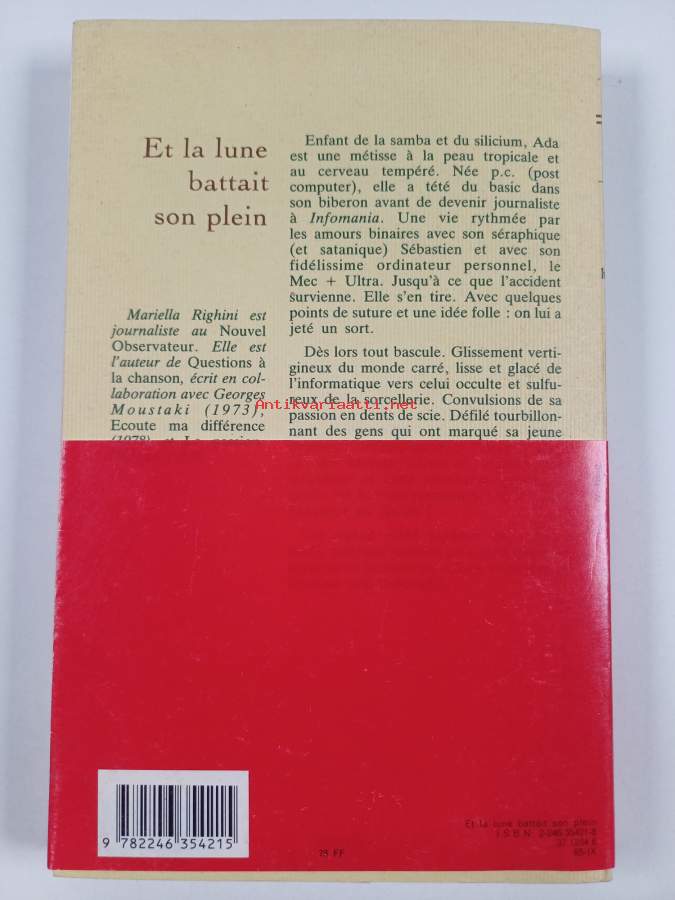 Et la lune
battait
son plein
Enfant de la samba et du silicium, Ada
est une métisse à la peau tropicale et
au cerveau tempéré. Née p.c. (post
computer), elle a tété du basic dans
son biberon avant de devenir journaliste
à Infomania. Une vie rythmée par
les amours binaires avec son séraphique
(et satanique) Sébastien et avec son
fidélissime ordinateur personnel, le
Mec + Ultra. Jusqu'à ce que l'accident
survienne. Elle s'en tire. Avec quelques
points de suture et une idée folle : on lui a
jeté un sort.
Dès lors tout bascule. Glissement verti-
gineux du monde carré, lisse et glacé de
l'informatique vers celui occulte et sulfu-
reux de la sorcellerie. Convulsions de sa
passion en dents de scie. Défilé tourbillon-
nant des gens qui ont marqué sa jeune
Mariella Righini est
journaliste au Nouvel
Observateur. Elle est
l'auteur de Questions à
la chanson, écrit en col-
laboration avec Georges
Moustaki (1973),
Ecoute ma différence
(1978)
Antikvariaatti.net
9 782246 354215
75 FF
Et la lune battait son plein
ISBN 2-246-35421-8